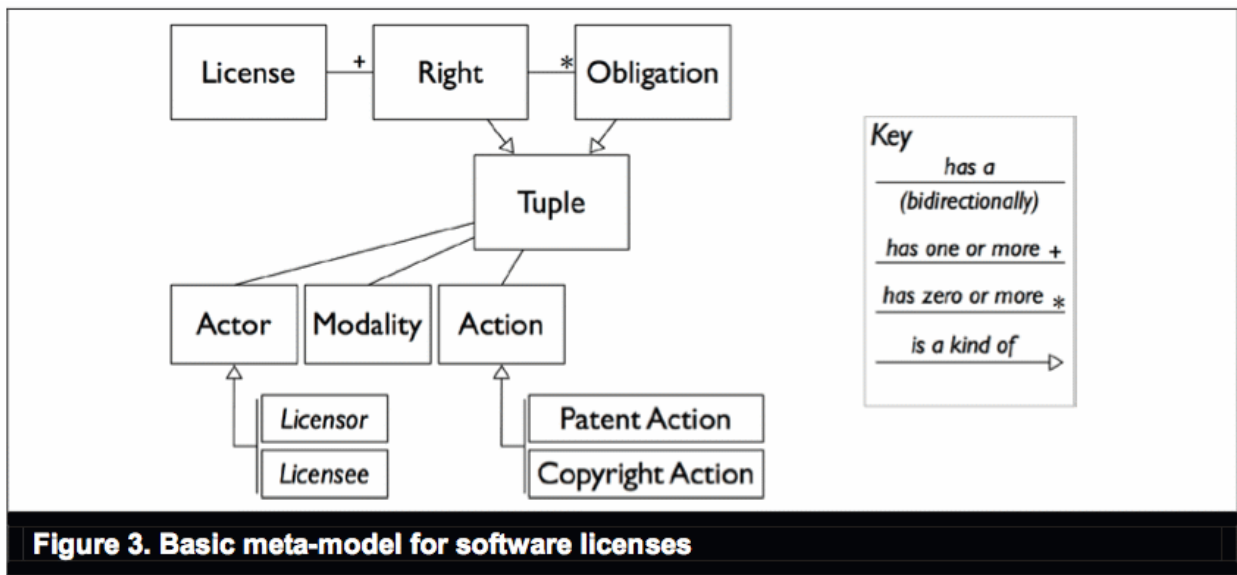 License + Right * Obligation
Tuple
Actor Modality Action
Licensor
Licensee
Patent Action
Copyright Action
Key
has a
(bidirectionally)
has one or more +
has zero or more *
is a kind of
Figure 3. Basic meta-model for software licenses